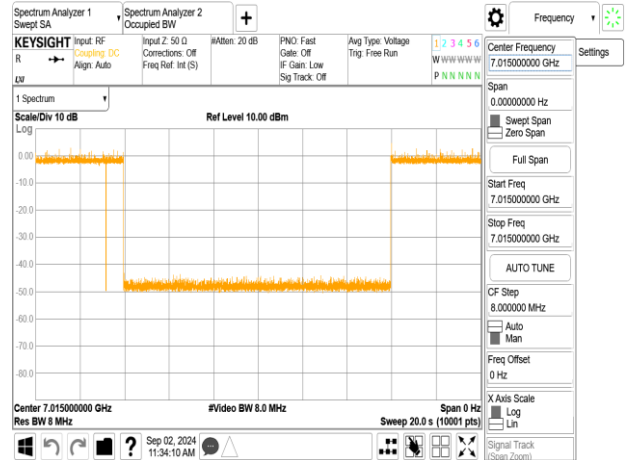 Spectrum Analyzer 1
Swept SA
Spectrum Analyzer 2
Occupied BW
Frequency
KEYSIGHT
R
LXI
Input: RF
Coupling: DC
Align: Auto
Input Z: 50 Ω
Corrections: Off
Freq Ref: Int (S)
#Atten: 20 dB
PNO: Fast
Gate: Off
IF Gain: Low
Sig Track: Off
Avg Type: Voltage
Trig: Free Run
1 2 3 4 5 6
W W W W W W
P N N N N N
Center Frequency
7.015000000 GHz
Settings
Span
0.00000000 Hz
Swept Span
Zero Span
Full Span
Start Freq
7.015000000 GHz
Stop Freq
7.015000000 GHz
AUTO TUNE
CF Step
8.000000 MHz
Auto
Man
Freq Offset
0 Hz
X Axis Scale
Log
Lin
Signal Track
(Span Zoom)
1 Spectrum
Scale/Div 10 dB
Ref Level 10.00 dBm
Log
0.00
-10.0
-20.0
-30.0
-40.0
-50.0
-60.0
-70.0
-80.0
Center 7.015000000 GHz
#Video BW 8.0 MHz
Span 0 Hz
Res BW 8 MHz
Sweep 20.0 s (10001 pts)
?
Sep 02, 2024
11:34:10 AM